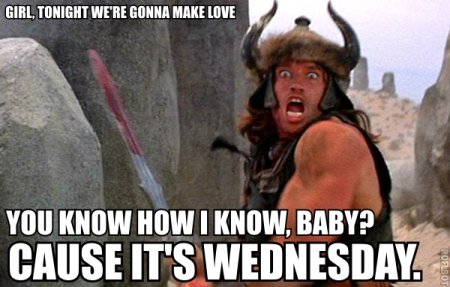 GIRL, TONIGHT WE'RE GONNA MAKE LOVE
YOU KNOW HOW I KNOW, BABY?
CAUSE IT'S WEDNESDAY.